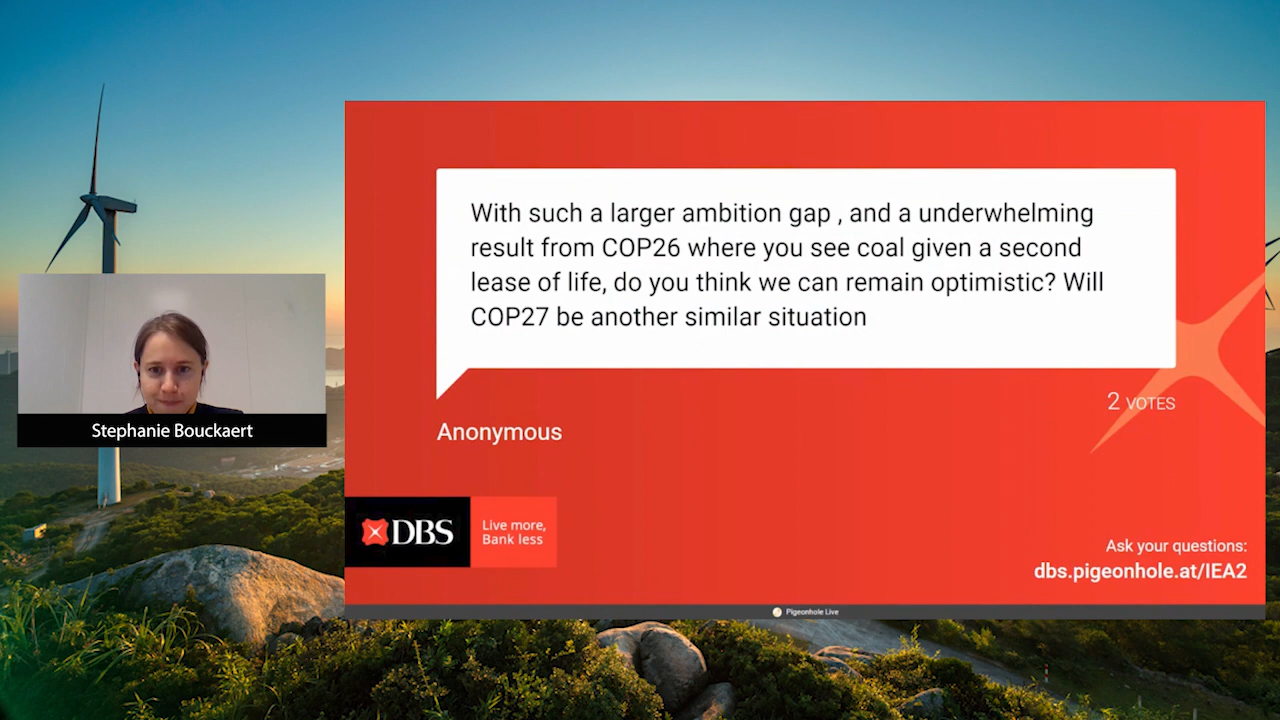 With such a larger ambition gap , and a underwhelming
result from COP26 where you see coal given a second
lease of life, do you think we can remain optimistic? Will
COP27 be another similar situation
2 VOTES
Anonymous
Stephanie Bouckaert
DBS
Live more,
Bank less
Ask your questions:
dbs.pigeonhole.at/IEA2
Pigeonhole Live